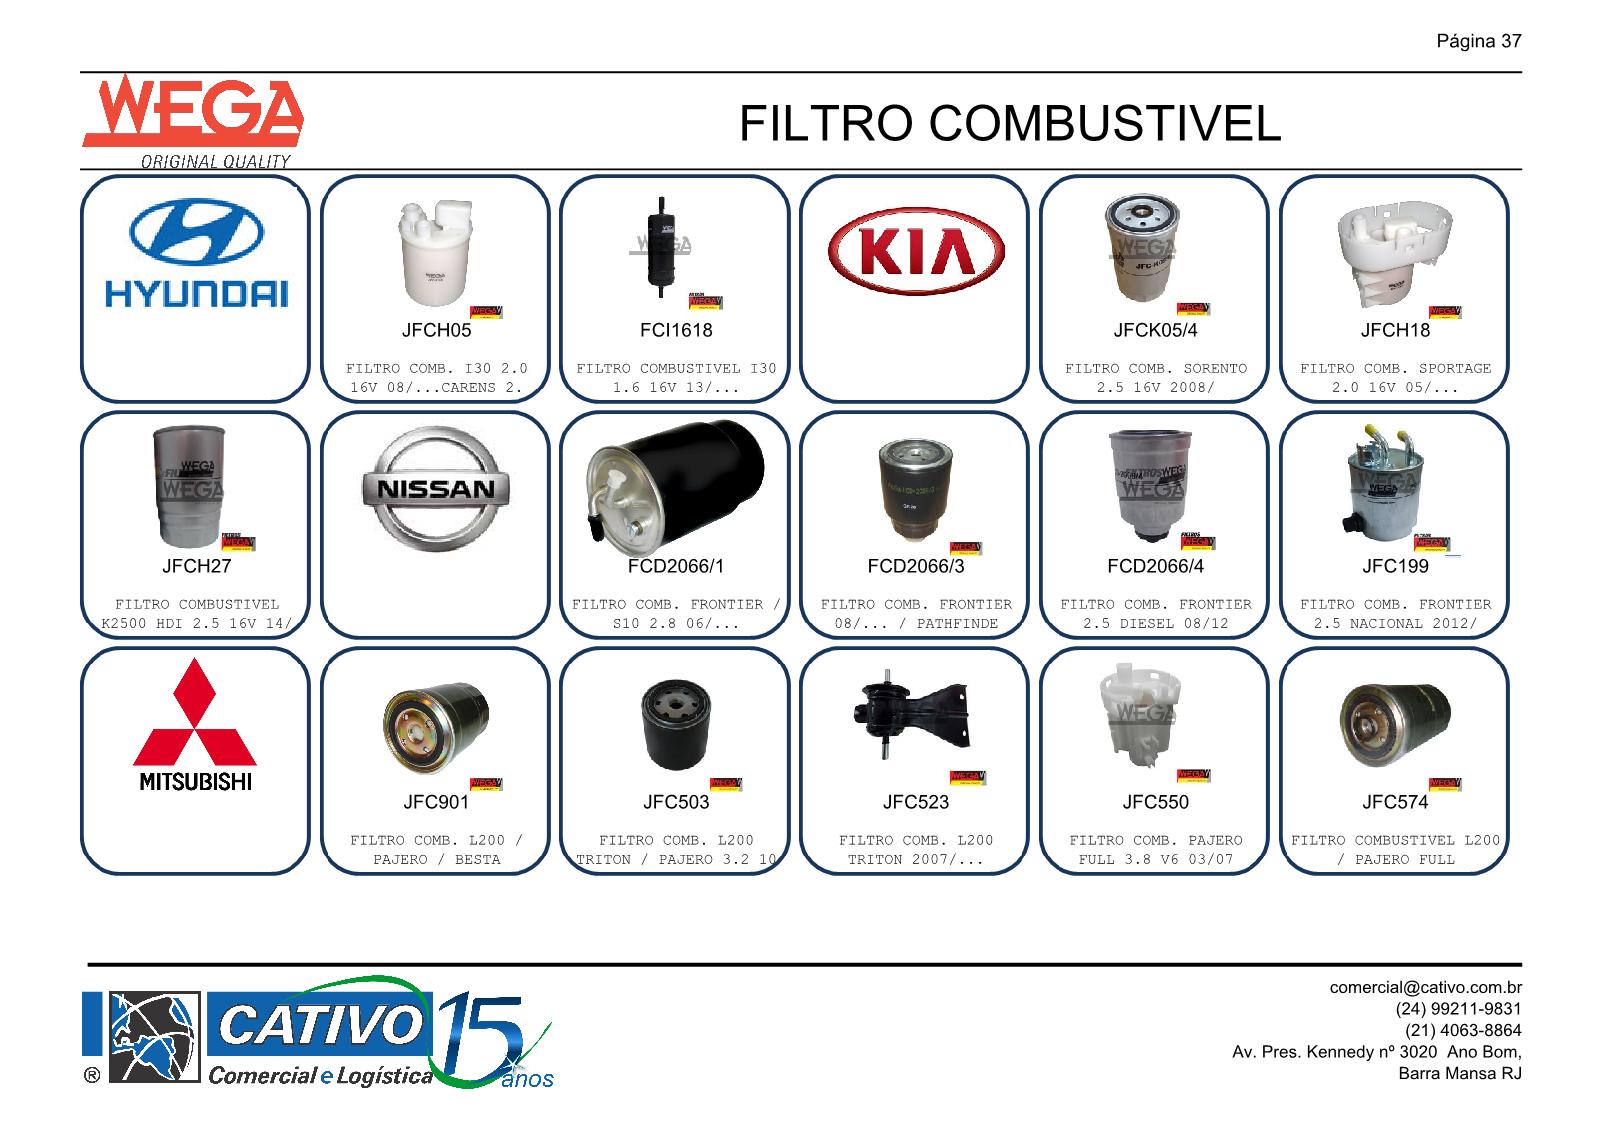 Página 37
WEGA
ORIGINAL QUALITY
FILTRO COMBUSTIVEL
HYUNDAI
JFCH05
FILTRO COMB. I30 2.0
16V 08/...CARENS 2.
FCI1618
FILTRO COMBUSTIVEL I30
1.6 16V 13/...
KIA
JFCK05/4
FILTRO COMB. SORENTO
2.5 16V 2008/
JFCH18
FILTRO COMB. SPORTAGE
2.0 16V 05/...
JFCH27
FILTRO COMBUSTIVEL
K2500 HDI 2.5 16V 14/
NISSAN
FCD2066/1
FILTRO COMB. FRONTIER /
S10 2.8 06/...
FCD2066/3
FILTRO COMB. FRONTIER
08/... / PATHFINDE
FCD2066/4
FILTRO COMB. FRONTIER
2.5 DIESEL 08/12
JFC199
FILTRO COMB. FRONTIER
2.5 NACIONAL 2012/
MITSUBISHI
JFC901
FILTRO COMB. L200 /
PAJERO / BESTA
JFC503
FILTRO COMB. L200
TRITON / PAJERO 3.2 10
JFC523
FILTRO COMB. L200
TRITON 2007/...
JFC550
FILTRO COMB. PAJERO
FULL 3.8 V6 03/07
JFC574
FILTRO COMBUSTIVEL L200
/ PAJERO FULL
CATIVO 15
® Comercial e Logística anos
comercial@cativo.com.br
(24) 99211-9831
(21) 4063-8864
Av. Pres. Kennedy nº 3020 Ano Bom,
Barra Mansa RJ